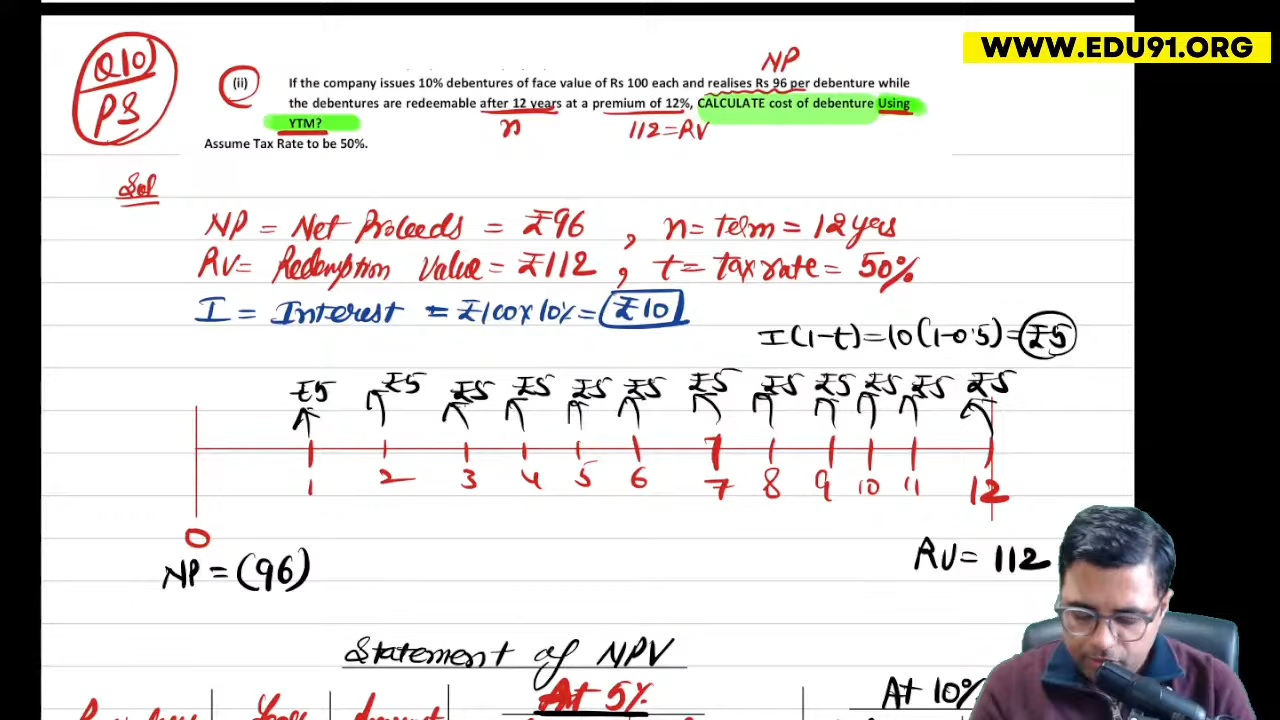 WWW.EDU91.ORG
Q10
PS
NP
(ii) If the company issues 10% debentures of face value of Rs 100 each and realises Rs 96 per debenture while
the debentures are redeemable after 12 years at a premium of 12%, CALCULATE cost of debenture Using
YTM?
n 112=RV
Assume Tax Rate to be 50%.
Sol
NP = Net Proceeds = ₹96 , n= term = 12 yers
RV= Redemption Value = ₹112 , t = tax rate = 50%
I = Interest = ₹100x10% = ₹10
I(1-t)=10(1-0.5)=₹5
₹5 ₹5 ₹5 ₹5 ₹5 ₹5 ₹5 ₹5 ₹5 ₹5 ₹5 ₹5
0 1 2 3 4 5 6 7 8 9 10 11 12
NP = (96) RV= 112
Statement of NPV
At 5% At 10%